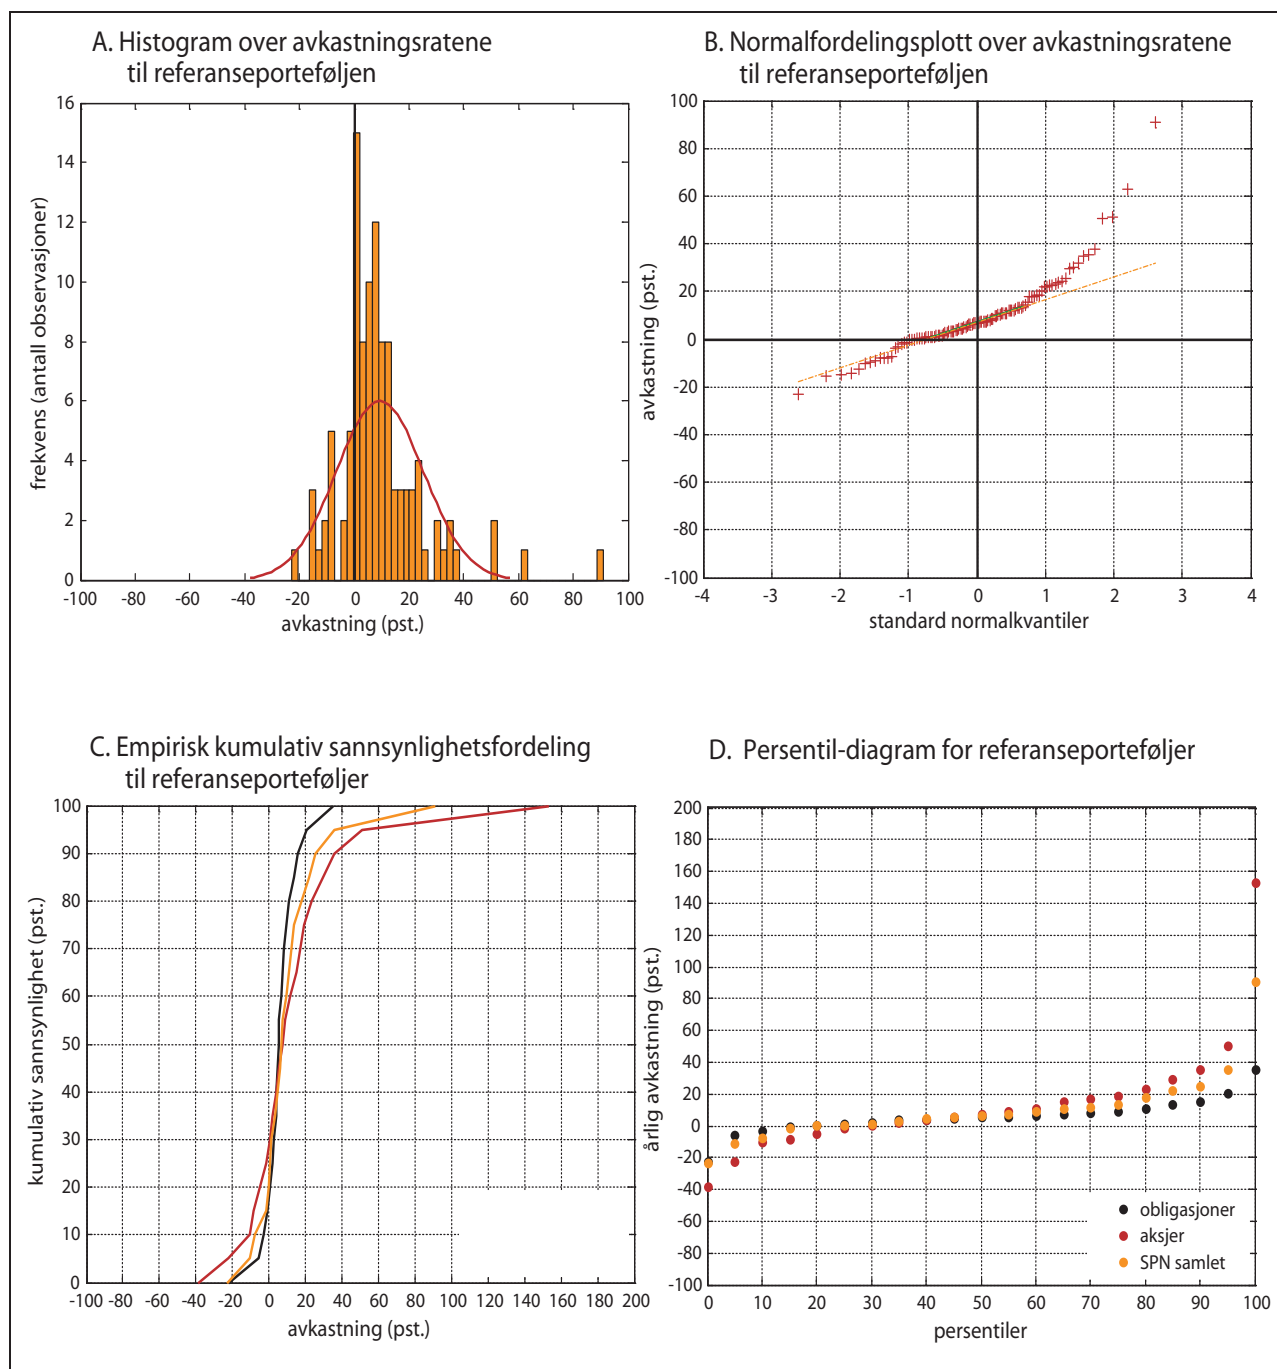 A. Histogram over avkastningsratene
til referanseporteføljen
16
14
12
10
8
6
4
2
0
frekvens (antall observasjoner)
-100 -80 -60 -40 -20 0 20 40 60 80 100
avkastning (pst.)
B. Normalfordelingsplott over avkastningsratene
til referanseporteføljen
100
80
60
40
20
0
-20
-40
-60
-80
-100
avkastning (pst.)
-4 -3 -2 -1 0 1 2 3 4
standard normalkvantiler
C. Empirisk kumulativ sannsynlighetsfordeling
til referanseporteføljer
100
90
80
70
60
50
40
30
20
10
0
kumulativ sannsynlighet (pst.)
-100 -80 -60 -40 -20 0 20 40 60 80 100 120 140 160 180 200
avkastning (pst.)
D. Persentil-diagram for referanseporteføljer
200
180
160
140
120
100
80
60
40
20
0
-20
-40
-60
-80
-100
årlig avkastning (pst.)
obligasjoner
aksjer
SPN samlet
0 10 20 30 40 50 60 70 80 90 100
persentiler